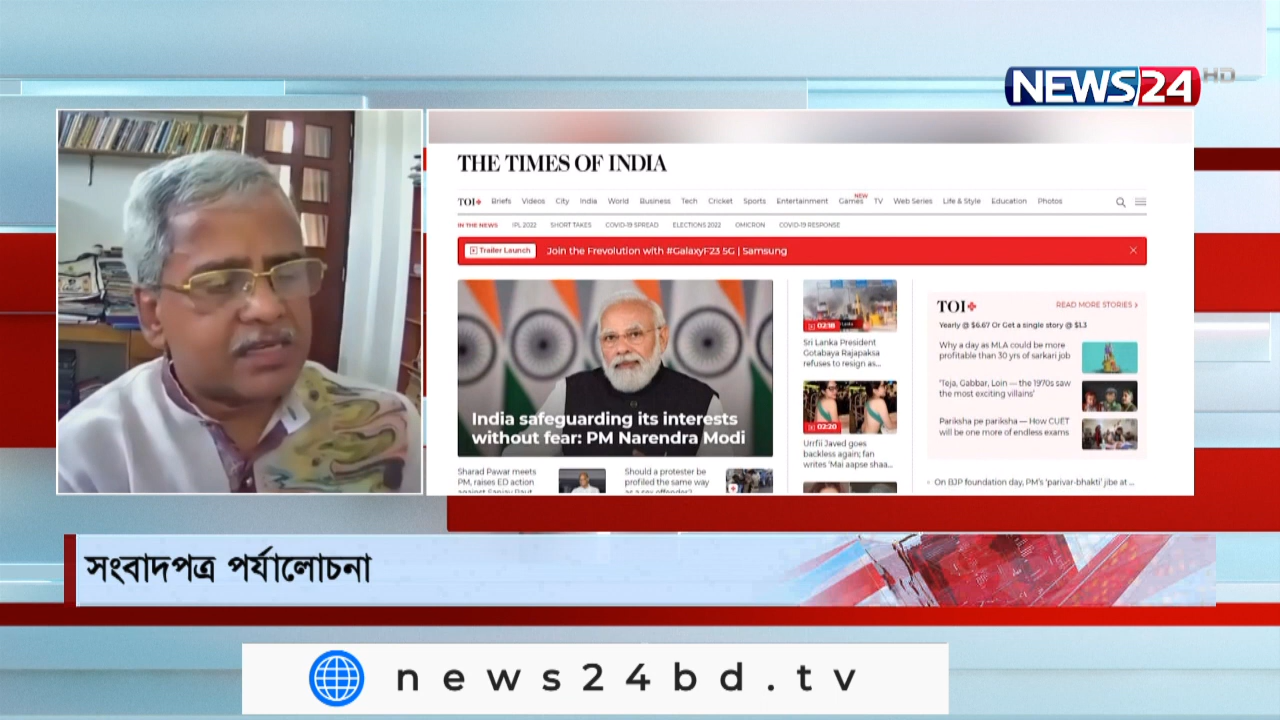 NEWS24 HD
THE TIMES OF INDIA
TOI+ Briefs Videos City India World Business Tech Cricket Sports Entertainment Games NEW TV Web Series Life & Style Education Photos
IN THE NEWS IPL 2022 SHORT TAKES COVID-19 SPREAD ELECTIONS 2022 OMICRON COVID-19 RESPONSE
Trailer Launch Join the Frevolution with #GalaxyF23 5G | Samsung
India safeguarding its interests
without fear: PM Narendra Modi
Sharad Pawar meets
PM, raises ED action
against Sanjay Raut
Should a protester be
profiled the same way
as a sex offender?
02:18
Sri Lanka President
Gotabaya Rajapaksa
refuses to resign as...
02:20
Urrfii Javed goes
backless again; fan
writes 'Mai aapse shaa...
TOI+ READ MORE STORIES >
Yearly @ $6.67 Or Get a single story @ $1.3
Why a day as MLA could be more
profitable than 30 yrs of sarkari job
'Teja, Gabbar, Loin — the 1970s saw
the most exciting villains'
Pariksha pe pariksha — How CUET
will be one more of endless exams
On BJP foundation day, PM's 'parivar-bhakti' jibe at ...
সংবাদপত্র পর্যালোচনা
news24bd.tv